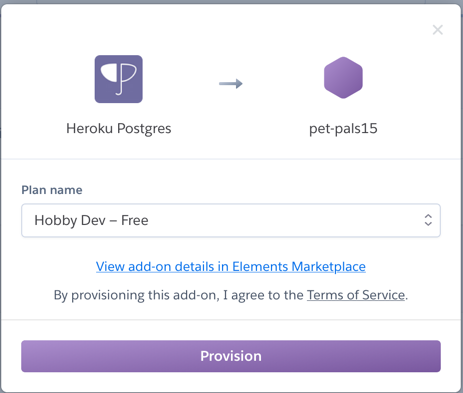 Heroku Postgres
pet-pals15
Plan name
Hobby Dev – Free
View add-on details in Elements Marketplace
By provisioning this add-on, I agree to the Terms of Service.
Provision